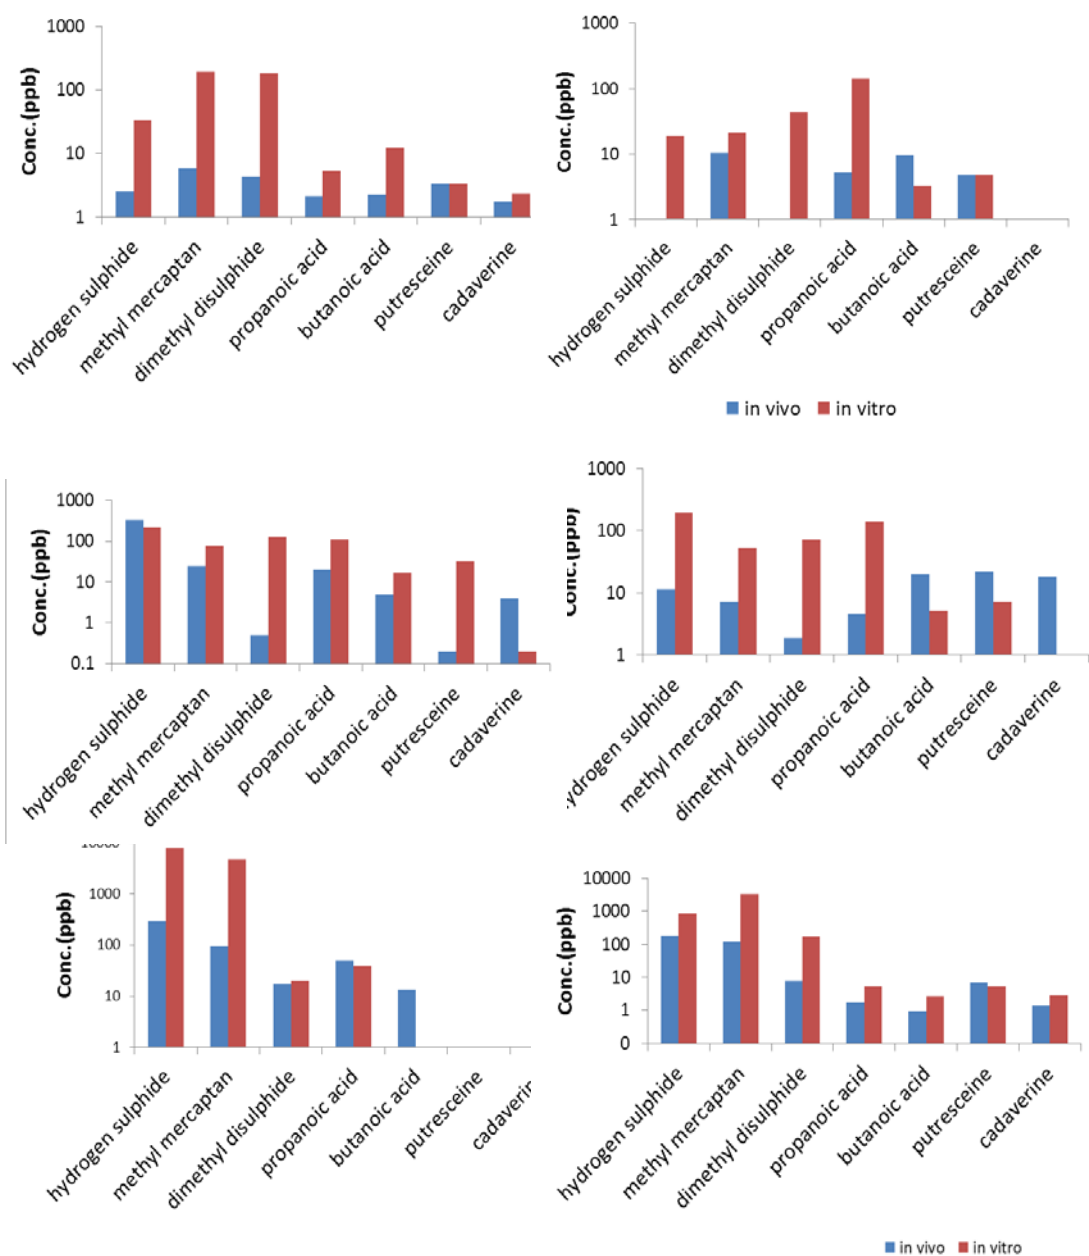 1000
100
10
1
Conc.(ppb)
hydrogen sulphide
methyl mercaptan
dimethyl disulphide
propanoic acid
butanoic acid
putresceine
cadaverine
1000
100
10
1
Conc.(ppb)
hydrogen sulphide
methyl mercaptan
dimethyl disulphide
propanoic acid
butanoic acid
putresceine
cadaverine
in vivo in vitro
1000
100
10
1
0.1
Conc.(ppb)
hydrogen sulphide
methyl mercaptan
dimethyl disulphide
propanoic acid
butanoic acid
putresceine
cadaverine
1000
100
10
1
Conc.(ppb)
hydrogen sulphide
methyl mercaptan
dimethyl disulphide
propanoic acid
butanoic acid
putresceine
cadaverine
10000
1000
100
10
1
Conc.(ppb)
hydrogen sulphide
methyl mercaptan
dimethyl disulphide
propanoic acid
butanoic acid
putresceine
cadaverine
10000
1000
100
10
1
0
Conc.(ppb)
hydrogen sulphide
methyl mercaptan
dimethyl disulphide
propanoic acid
butanoic acid
putresceine
cadaverine
in vivo in vitro